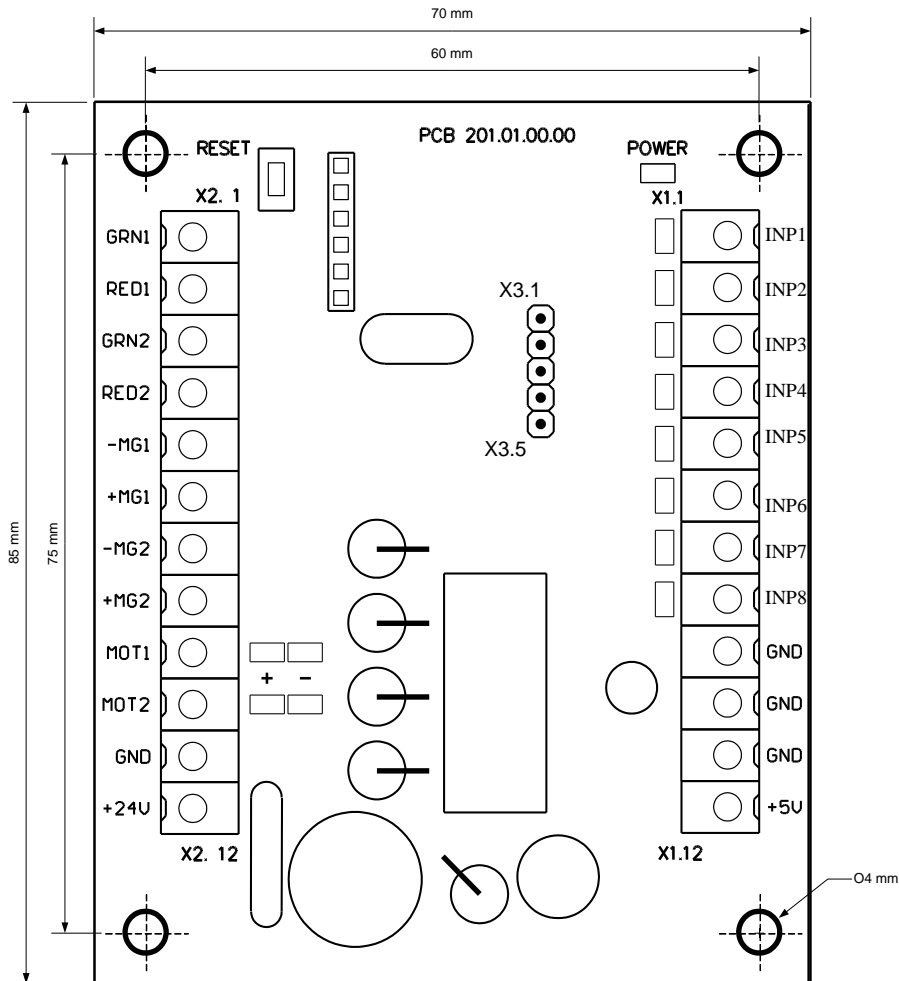 70 mm
60 mm
PCB 201.01.00.00
RESET
POWER
X2. 1
X1.1
GRN1
INP1
RED1
INP2
X3.1
GRN2
INP3
RED2
INP4
-MG1
INP5
X3.5
+MG1
INP6
-MG2
INP7
+MG2
INP8
85 mm
75 mm
MOT1
GND
+ −
MOT2
GND
GND
GND
+24V
+5V
X2. 12
X1.12
O4 mm